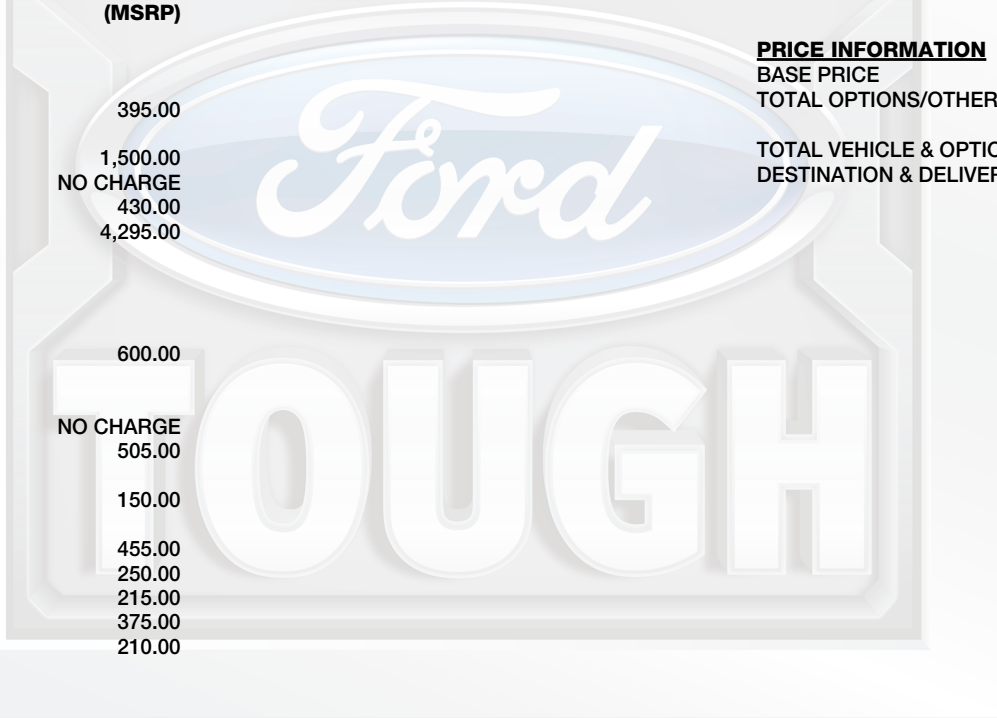 (MSRP)
395.00
1,500.00
NO CHARGE
430.00
4,295.00
600.00
NO CHARGE
505.00
150.00
455.00
250.00
215.00
375.00
210.00
PRICE INFORMATION
BASE PRICE
TOTAL OPTIONS/OTHER
TOTAL VEHICLE & OPTIO
DESTINATION & DELIVER
Ford
TOUGH